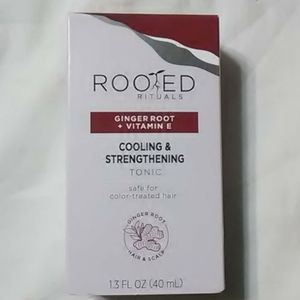 ROOTED
RITUALS
GINGER ROOT
+ VITAMIN E
COOLING &
STRENGTHENING
TONIC
safe for
color-treated hair
GINGER ROOT
HAIR & SCALP
1.3 FL OZ (40 mL)